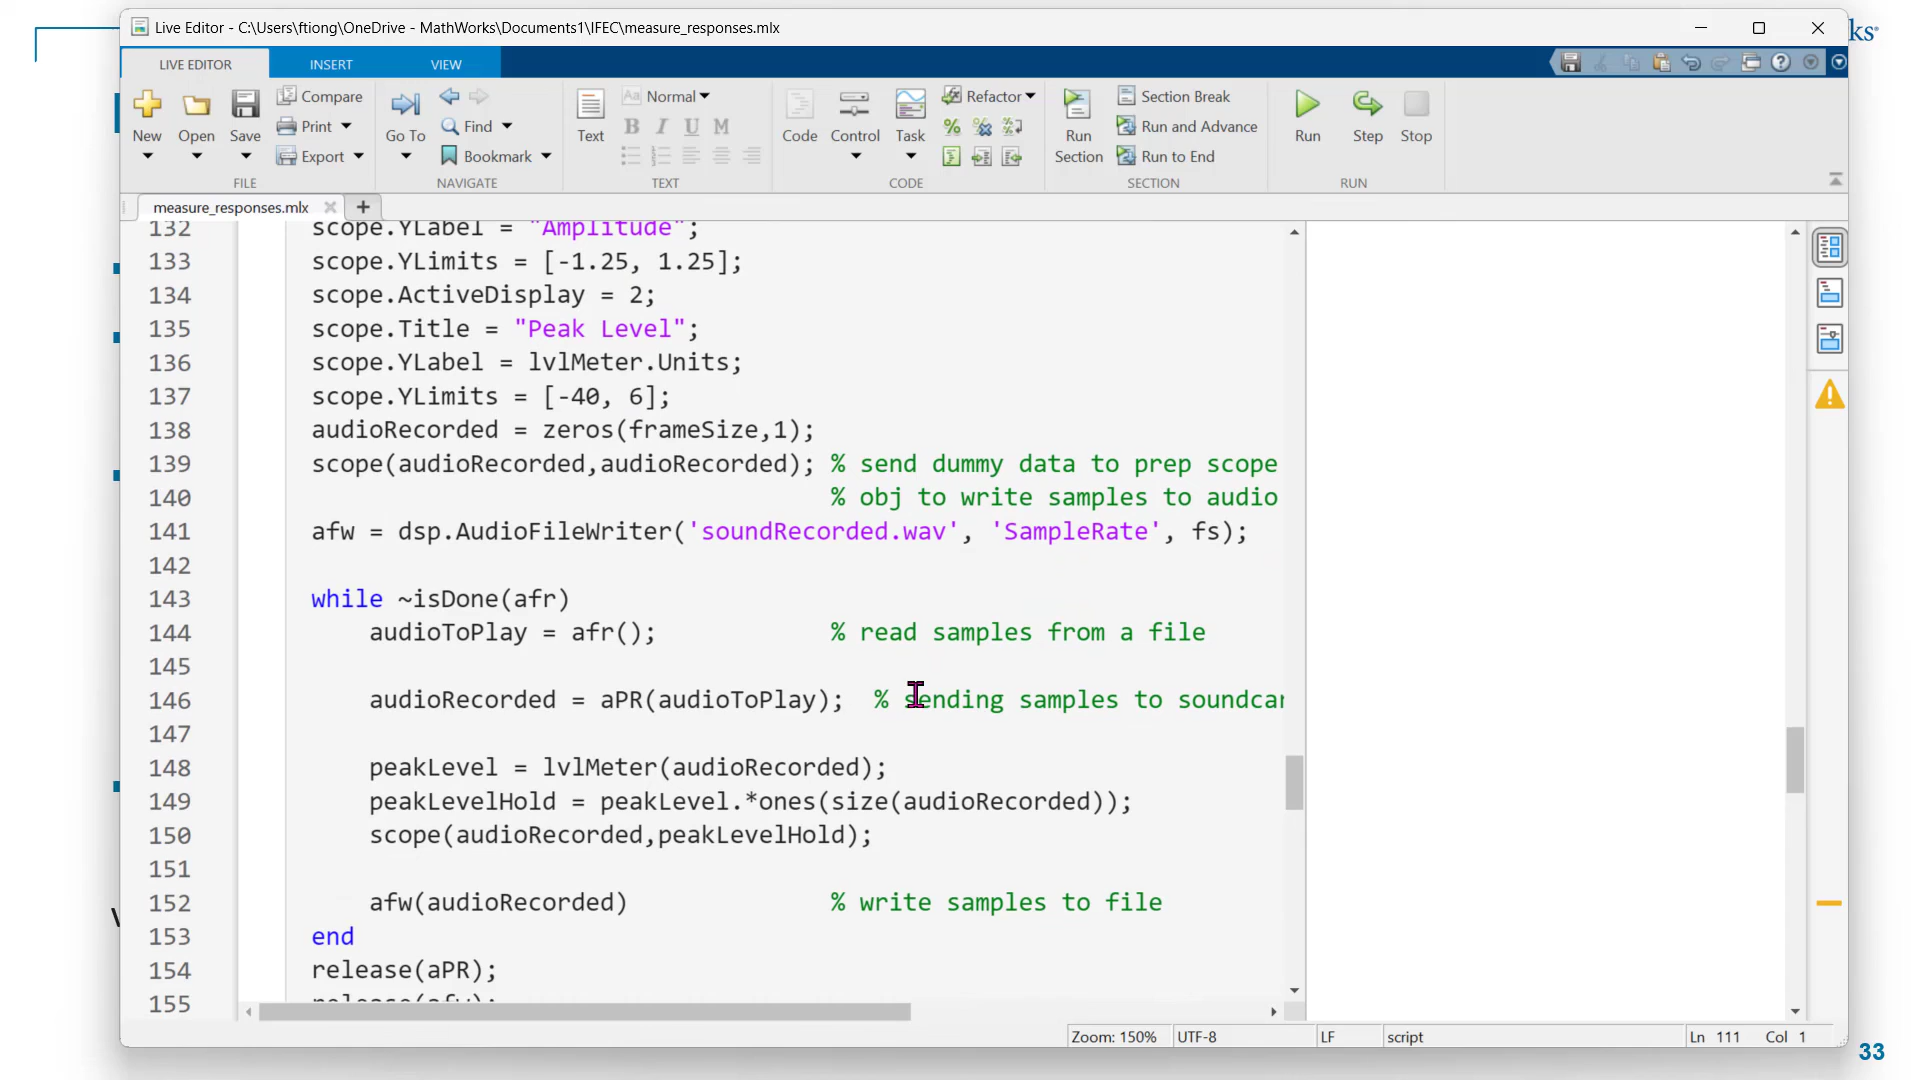 Live Editor - C:\Users\ftiong\OneDrive - MathWorks\Documents1\IFEC\measure_responses.mlx
ks®
LIVE EDITOR INSERT VIEW
New Open Save Compare Print Export
Go To Find Bookmark
Text Normal B I U M
Code Control Task Refactor
Run Section Section Break Run and Advance Run to End
Run Step Stop
FILE NAVIGATE TEXT CODE SECTION RUN
measure_responses.mlx
132 scope.YLabel = "Amplitude";
133 scope.YLimits = [-1.25, 1.25];
134 scope.ActiveDisplay = 2;
135 scope.Title = "Peak Level";
136 scope.YLabel = lvlMeter.Units;
137 scope.YLimits = [-40, 6];
138 audioRecorded = zeros(frameSize,1);
139 scope(audioRecorded,audioRecorded); % send dummy data to prep scope
140 % obj to write samples to audio
141 afw = dsp.AudioFileWriter('soundRecorded.wav', 'SampleRate', fs);
142
143 while ~isDone(afr)
144 audioToPlay = afr(); % read samples from a file
145
146 audioRecorded = aPR(audioToPlay); % sending samples to soundcar
147
148 peakLevel = lvlMeter(audioRecorded);
149 peakLevelHold = peakLevel.*ones(size(audioRecorded));
150 scope(audioRecorded,peakLevelHold);
151
152 afw(audioRecorded) % write samples to file
153 end
154 release(aPR);
155 release(afw);
Zoom: 150% UTF-8 LF script Ln 111 Col 1
33